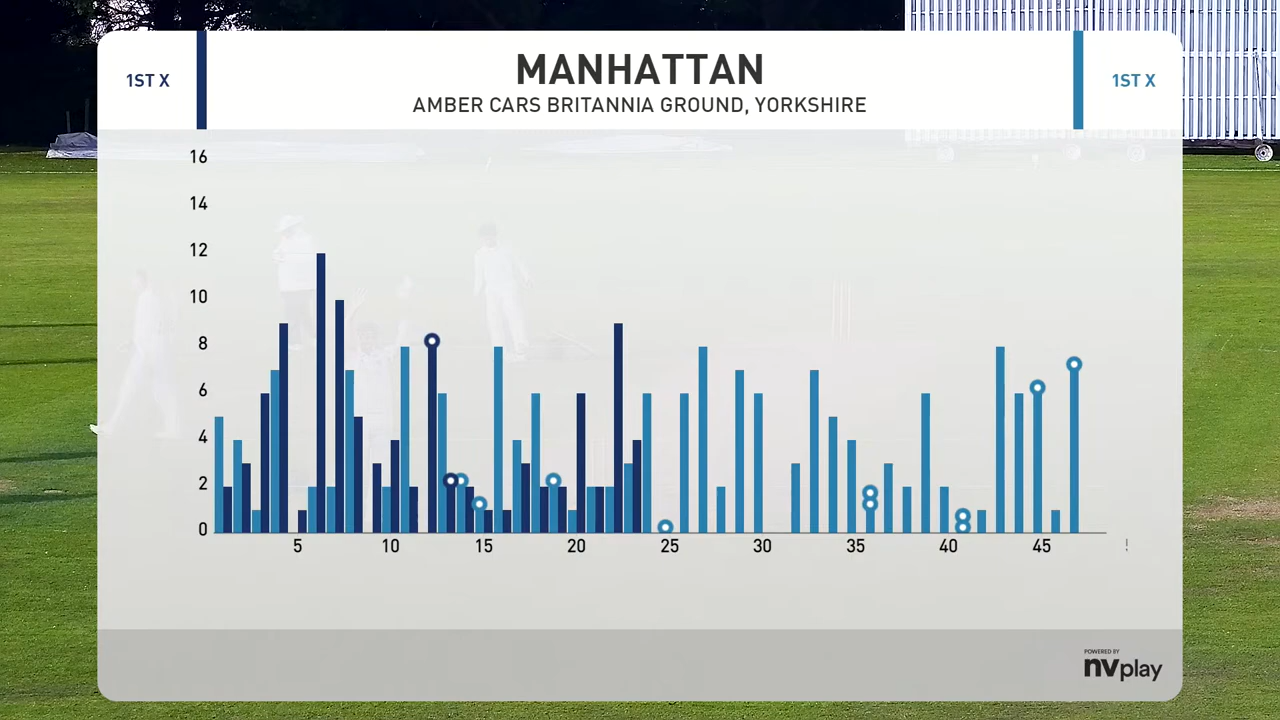 1ST X
MANHATTAN
AMBER CARS BRITANNIA GROUND, YORKSHIRE
1ST X
16
14
12
10
8
6
4
2
0
5 10 15 20 25 30 35 40 45
POWERED BY
nvplay